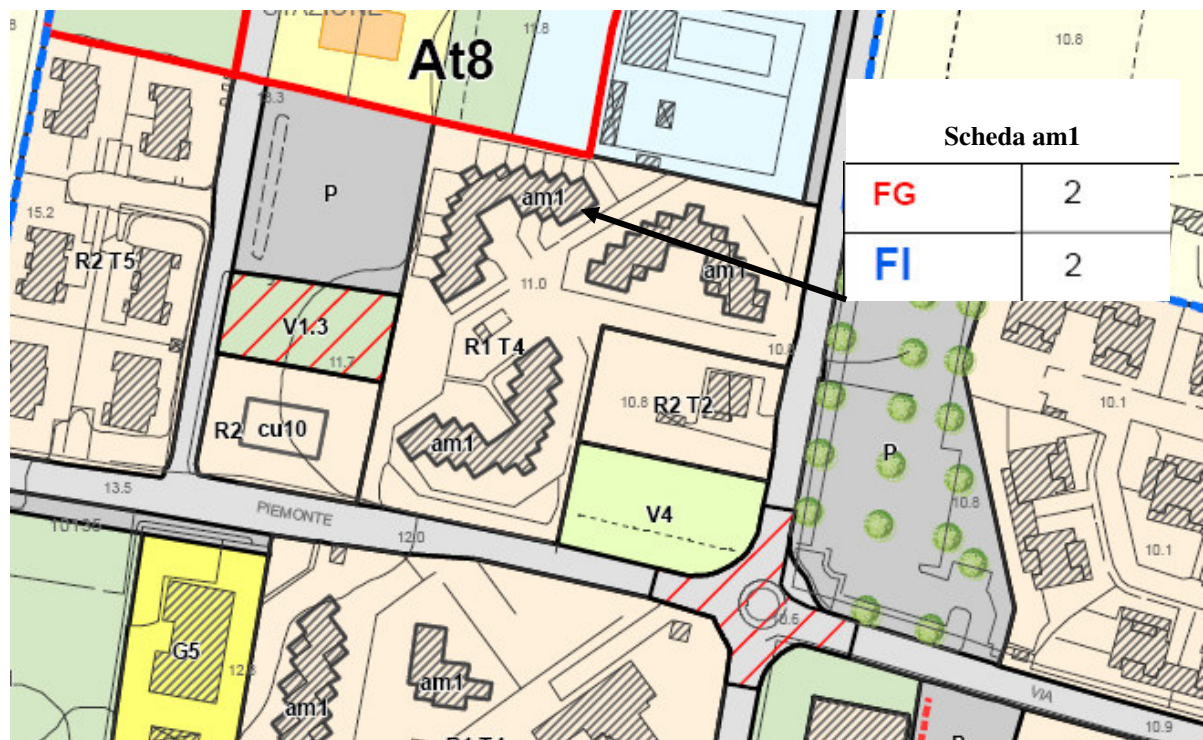 STAZIONE
11.8
At8
10.8
13.3
Scheda am1
FG 2
FI 2
P
am1
15.2
R2 T5
am1
11.0
V1.3
11.7
R1 T4
10.8
R2 T2
10.1
R2 cu10
am1
P
13.5
PIEMONTE
V4
10.8
12.0
10.1
10.6
G5
am1
am1
VIA
10.9